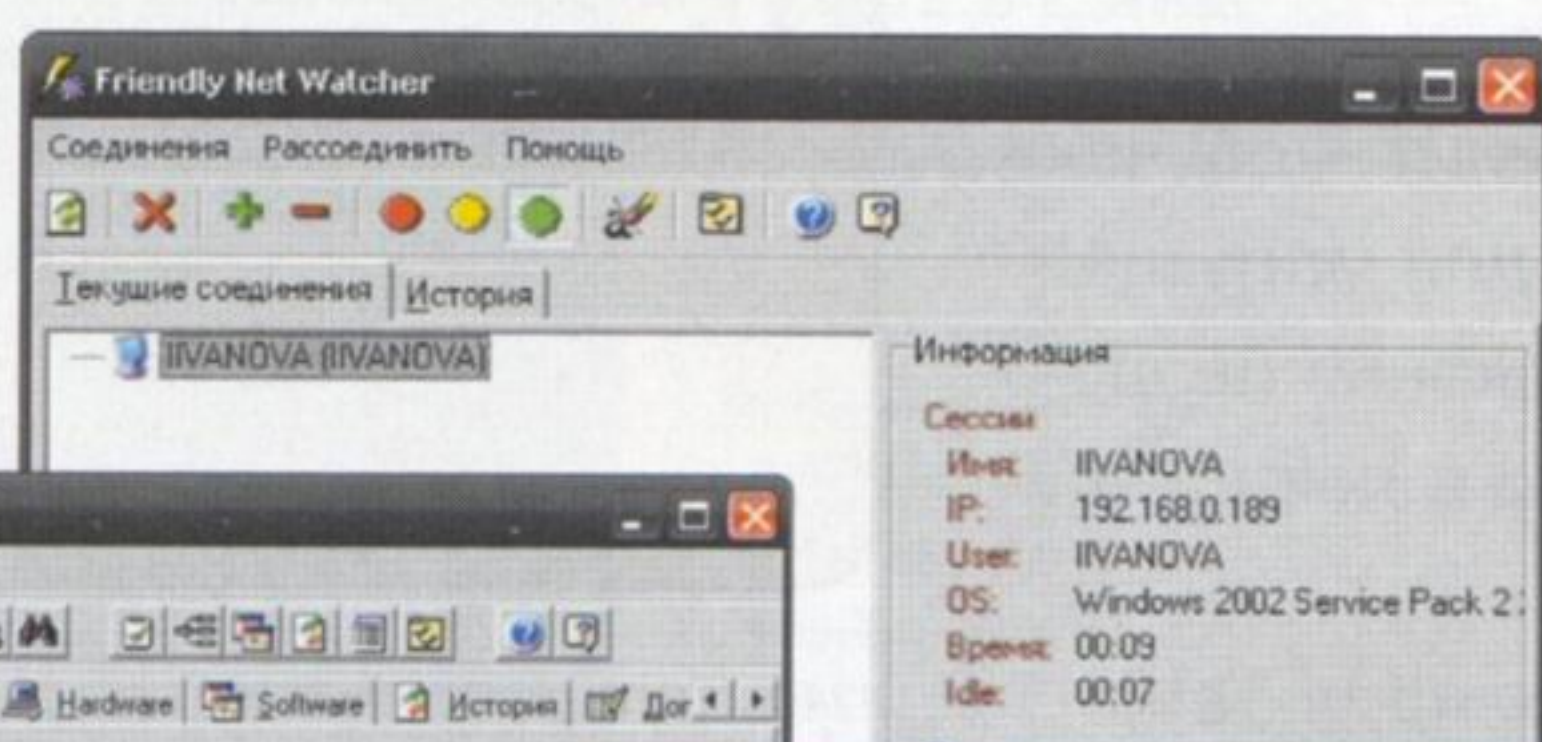 Friendly Net Watcher
Соединения Рассоединить Помощь
Текущие соединения История
IIVANOVA (IIVANOVA)
Информация
Сессии
Имя: IIVANOVA
IP: 192.168.0.189
User: IIVANOVA
OS: Windows 2002 Service Pack 2
Время: 00:09
Idle: 00:07
Hardware Software История Лог